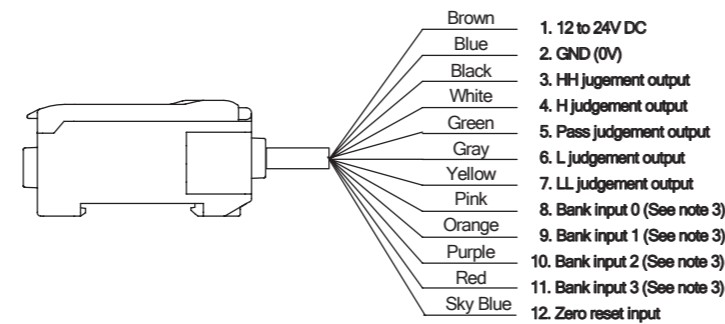 Brown 1. 12 to 24V DC
Blue 2. GND (0V)
Black 3. HH jugement output
White 4. H judgement output
Green 5. Pass judgement output
Gray 6. L judgement output
Yellow 7. LL judgement output
Pink 8. Bank input 0 (See note 3)
Orange 9. Bank input 1 (See note 3)
Purple 10. Bank input 2 (See note 3)
Red 11. Bank input 3 (See note 3)
Sky Blue 12. Zero reset input